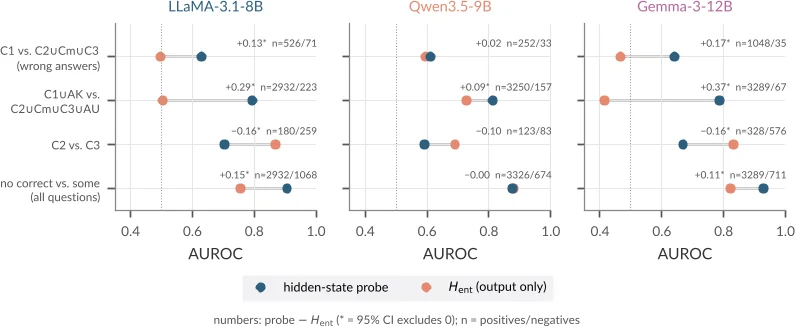 LLaMA-3.1-8B
Qwen3.5-9B
Gemma-3-12B
C1 vs. C2∪Cm∪C3
(wrong answers)
+0.13* n=526/71
+0.02 n=252/33
+0.17* n=1048/35
C1∪AK vs.
C2∪Cm∪C3∪AU
+0.29* n=2932/223
+0.09* n=3250/157
+0.37* n=3289/67
C2 vs. C3
−0.16* n=180/259
−0.10 n=123/83
−0.16* n=328/576
no correct vs. some
(all questions)
+0.15* n=2932/1068
−0.00 n=3326/674
+0.11* n=3289/711
0.4 0.6 0.8 1.0
0.4 0.6 0.8 1.0
0.4 0.6 0.8 1.0
AUROC
AUROC
AUROC
hidden-state probe
Hent (output only)
numbers: probe − Hent (* = 95% CI excludes 0); n = positives/negatives